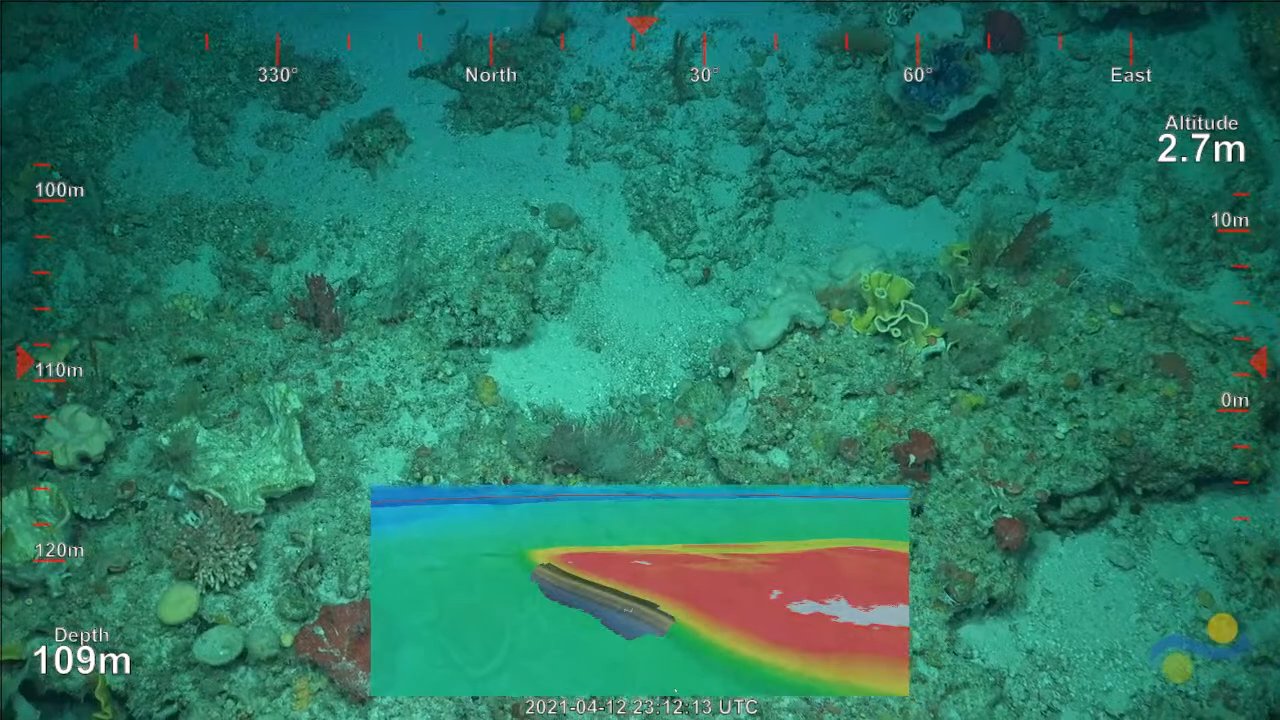 330°
North
30°
60°
East
Altitude
2.7m
100m
10m
110m
0m
120m
Depth
109m
2021-04-12 23:12:13 UTC